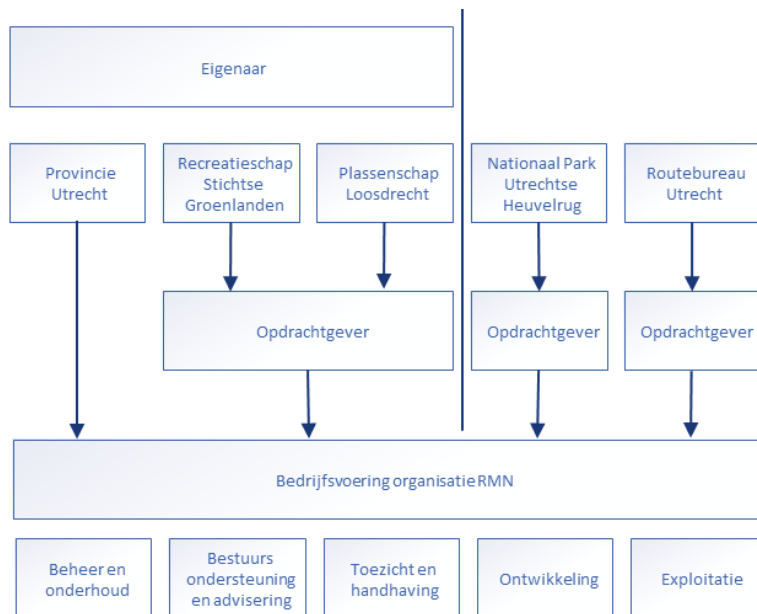 Eigenaar
Provincie
Utrecht
Recreatieschap
Stichtse
Groenlanden
Plassenschap
Loosdrecht
Nationaal Park
Utrechtse
Heuvelrug
Routebureau
Utrecht
Opdrachtgever
Opdrachtgever
Opdrachtgever
Bedrijfsvoering organisatie RMN
Beheer en
onderhoud
Bestuurs
ondersteuning
en advisering
Toezicht en
handhaving
Ontwikkeling
Exploitatie